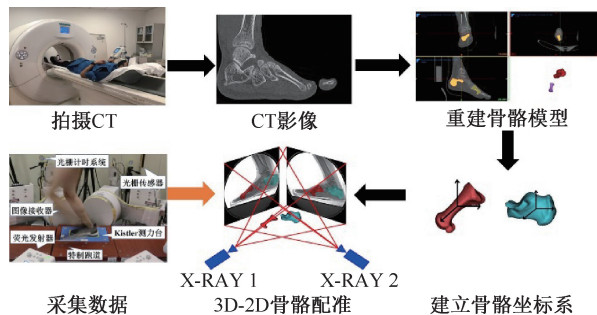 拍摄CT
CT影像
重建骨骼模型
光栅计时系统
光栅传感器
图像接收器
荧光发射器
Kistler测力台
特制跑道
X-RAY 1
X-RAY 2
采集数据
3D-2D骨骼配准
建立骨骼坐标系